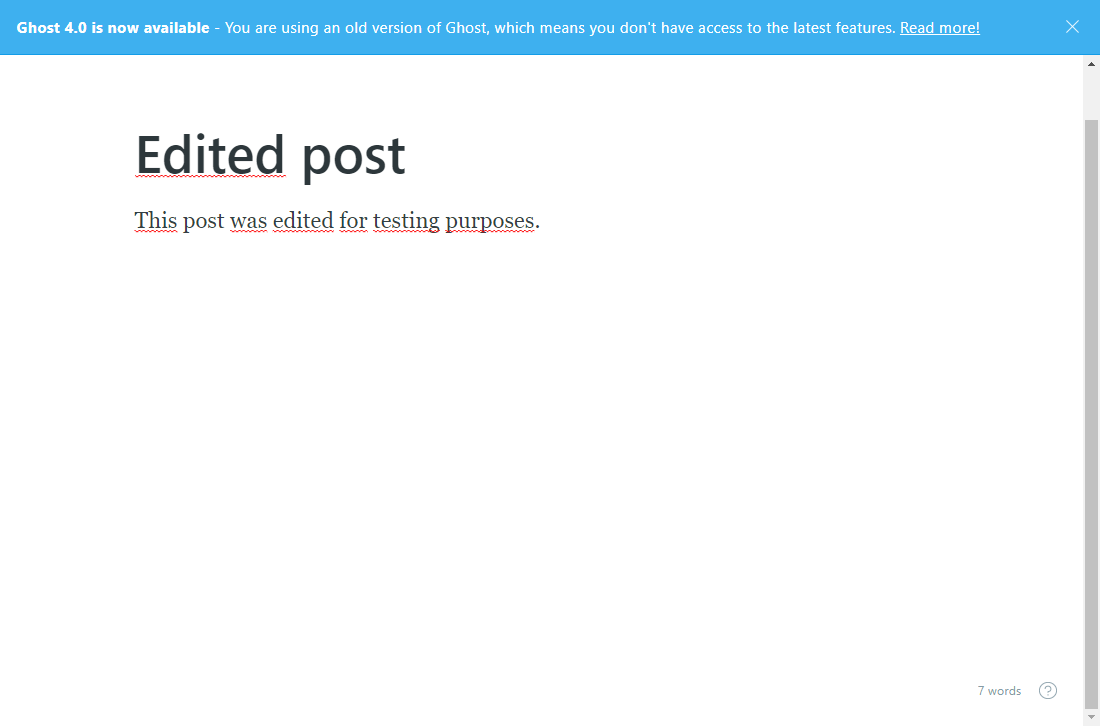 Ghost 4.0 is now available - You are using an old version of Ghost, which means you don't have access to the latest features. Read more!
Edited post
This post was edited for testing purposes.
7 words
?